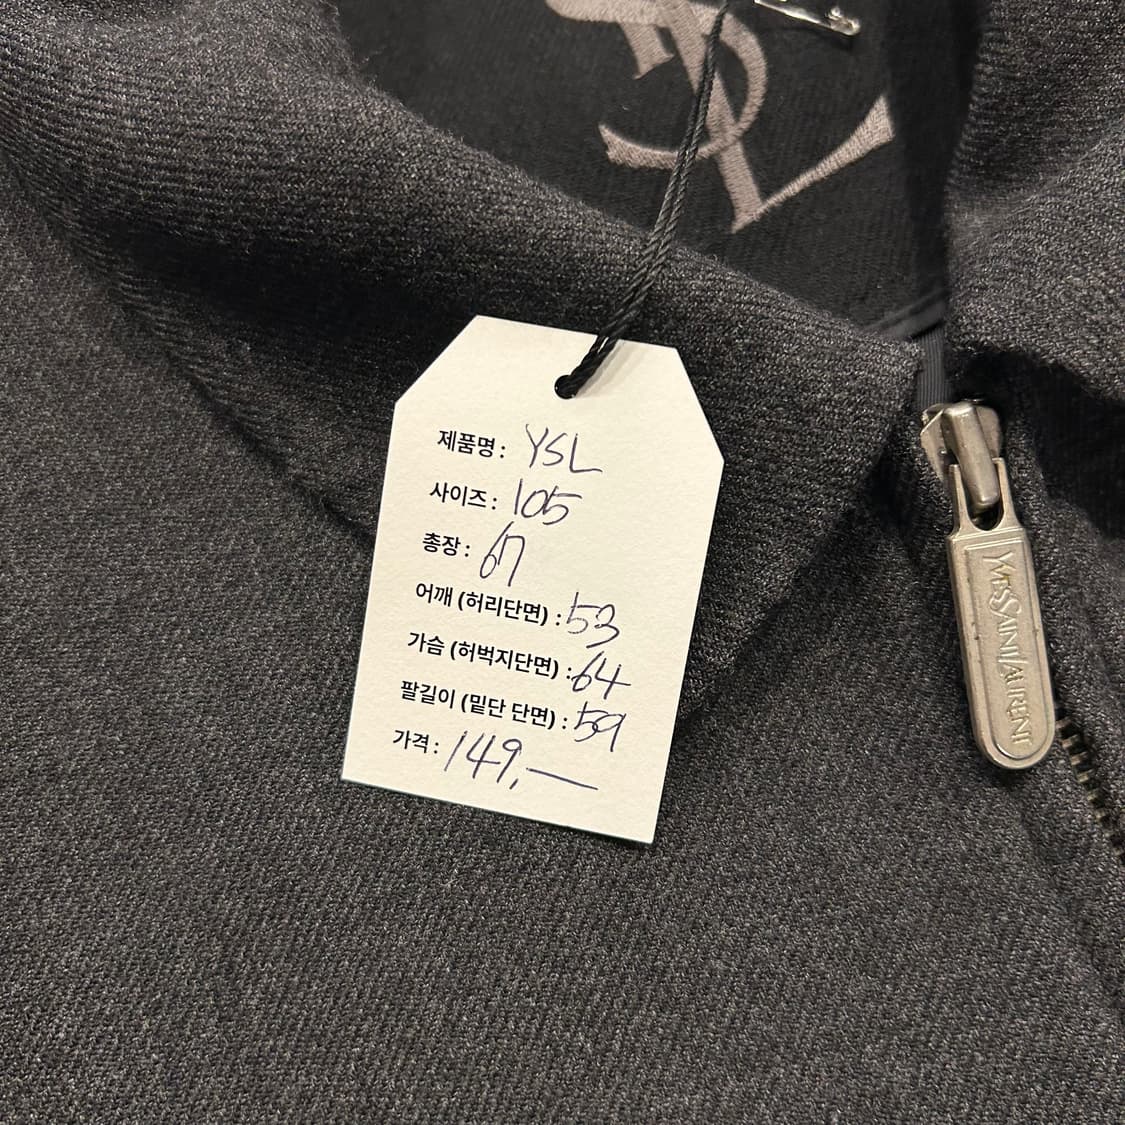 YSL
제품명: YSL
사이즈: 105
총장: 67
어깨 (허리단면) : 53
가슴 (허벅지단면) : 64
팔길이 (밑단 단면) : 59
가격: 149,—
YVESSAINTLAURENT